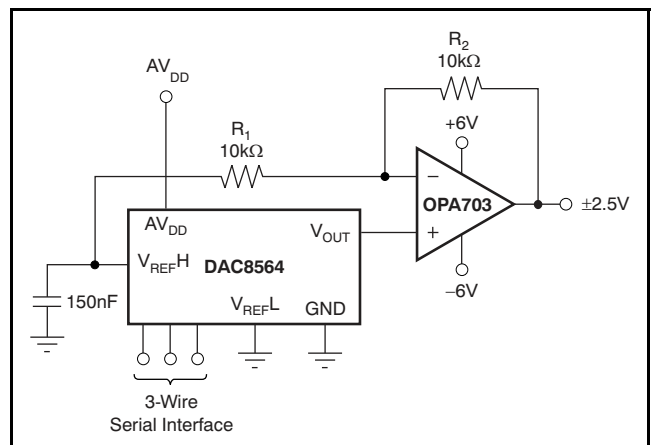 R2
10kΩ
AVDD
+6V
R1
10kΩ
−
OPA703
±2.5V
+
AVDD
VOUT
VREFH
DAC8564
−6V
150nF
VREFL
GND
3-Wire
Serial Interface